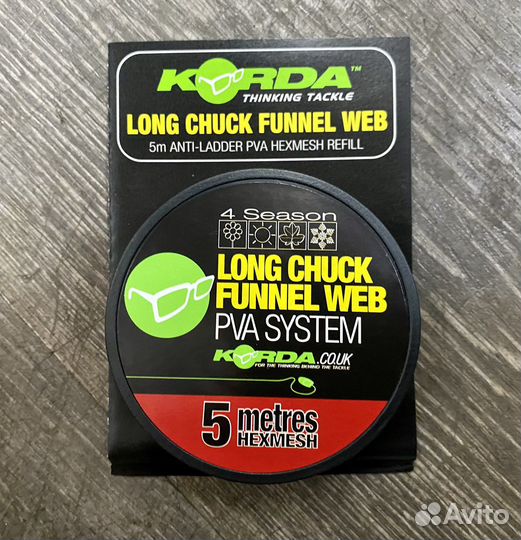 KORDA™
THINKING TACKLE
LONG CHUCK FUNNEL WEB
5m ANTI-LADDER PVA HEXMESH REFILL
4 Season
LONG CHUCK
FUNNEL WEB
PVA SYSTEM
KORDA.CO.UK
FOR THE THINKING BEHIND THE TACKLE
5 metres
HEXMESH
Avito